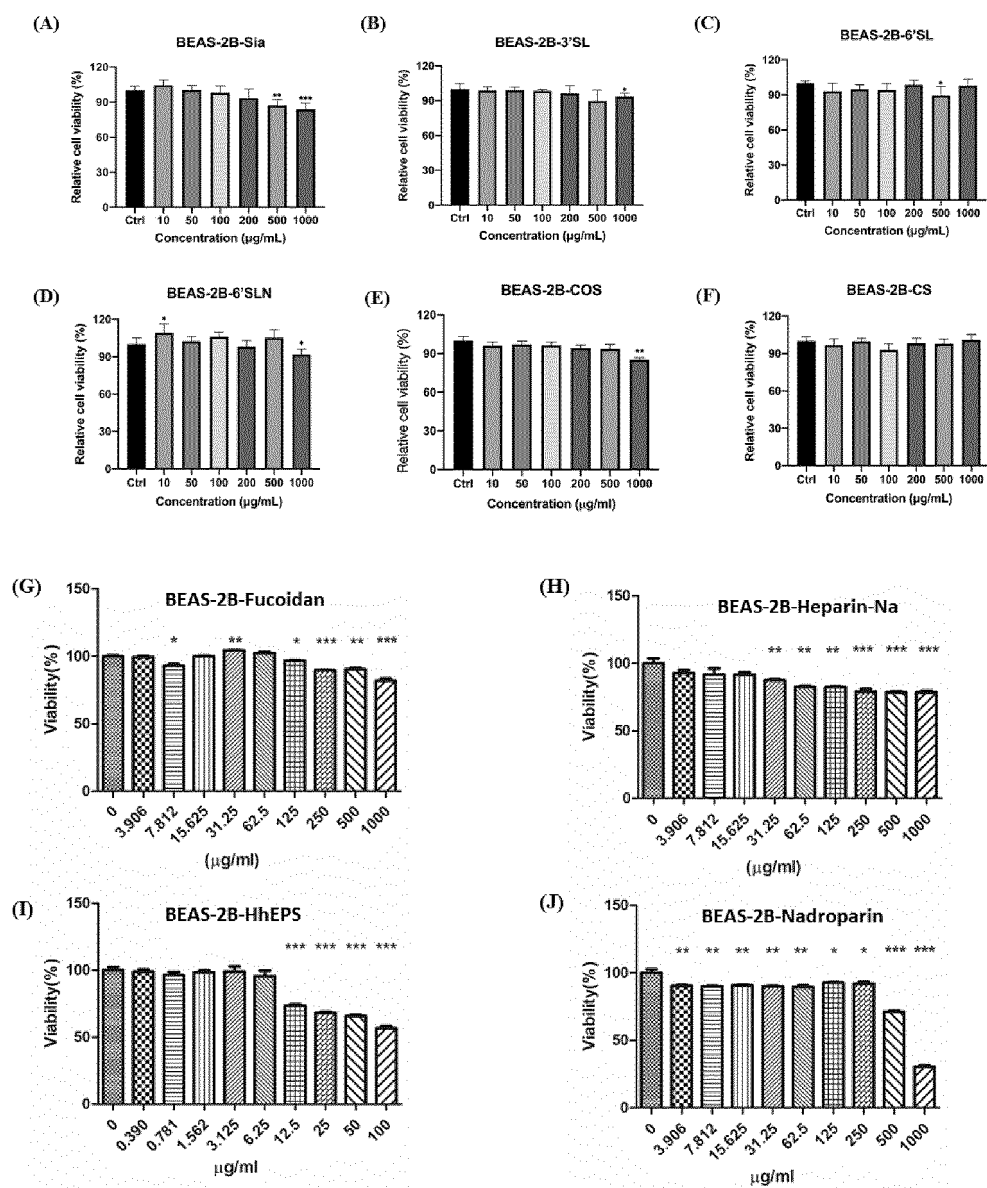 (A)
BEAS-2B-Sia
Relative cell viability (%)
120
90
60
30
0
** ***
Ctrl 10 50 100 200 500 1000
Concentration (µg/mL)
(B)
BEAS-2B-3'SL
Relative cell viability (%)
120
90
60
30
0
*
Ctrl 10 50 100 200 500 1000
Concentration (µg/mL)
(C)
BEAS-2B-6'SL
Relative cell viability (%)
120
90
60
30
0
*
Ctrl 10 50 100 200 500 1000
Concentration (µg/mL)
(D)
BEAS-2B-6'SLN
Relative cell viability (%)
120
90
60
30
0
* *
Ctrl 10 50 100 200 500 1000
Concentration (µg/mL)
(E)
BEAS-2B-COS
Relative cell viability (%)
120
90
60
30
0
**
Ctrl 10 50 100 200 500 1000
Concentration (µg/ml)
(F)
BEAS-2B-CS
Relative cell viability (%)
120
90
60
30
0
Ctrl 10 50 100 200 500 1000
Concentration (µg/mL)
(G)
BEAS-2B-Fucoidan
Viability(%)
150
100
50
0
* ** * *** ** ***
0 3.906 7.812 15.625 31.25 62.5 125 250 500 1000
(µg/ml)
(H)
BEAS-2B-Heparin-Na
Viability(%)
150
100
50
0
** ** ** *** *** ***
0 3.906 7.812 15.625 31.25 62.5 125 250 500 1000
(µg/ml)
(I)
BEAS-2B-HhEPS
Viability(%)
150
100
50
0
*** *** *** ***
0 0.390 0.781 1.562 3.125 6.25 12.5 25 50 100
µg/ml
(J)
BEAS-2B-Nadroparin
Viability(%)
150
100
50
0
** ** ** ** ** * * *** ***
0 3.906 7.812 15.625 31.25 62.5 125 250 500 1000
µg/ml